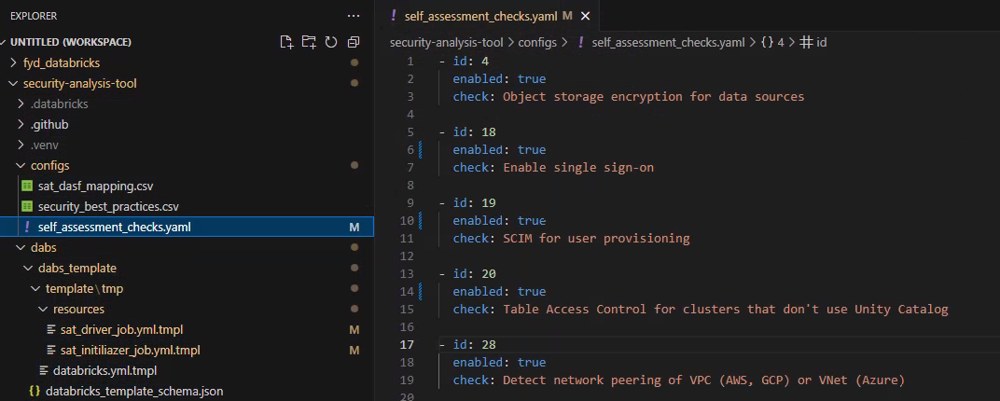 EXPLORER
UNTITLED (WORKSPACE)
fyd_databricks
security-analysis-tool
.databricks
.github
.venv
configs
sat_dasf_mapping.csv
security_best_practices.csv
! self_assessment_checks.yaml M
dabs
dabs_template
template\tmp
resources
sat_driver_job.yml.tmpl M
sat_initiliazer_job.yml.tmpl M
databricks.yml.tmpl
{} databricks_template_schema.json
! self_assessment_checks.yaml M
security-analysis-tool > configs > ! self_assessment_checks.yaml > {} 4 > # id
1 - id: 4
2 enabled: true
3 check: Object storage encryption for data sources
4
5 - id: 18
6 enabled: true
7 check: Enable single sign-on
8
9 - id: 19
10 enabled: true
11 check: SCIM for user provisioning
12
13 - id: 20
14 enabled: true
15 check: Table Access Control for clusters that don't use Unity Catalog
16
17 - id: 28
18 enabled: true
19 check: Detect network peering of VPC (AWS, GCP) or VNet (Azure)
20